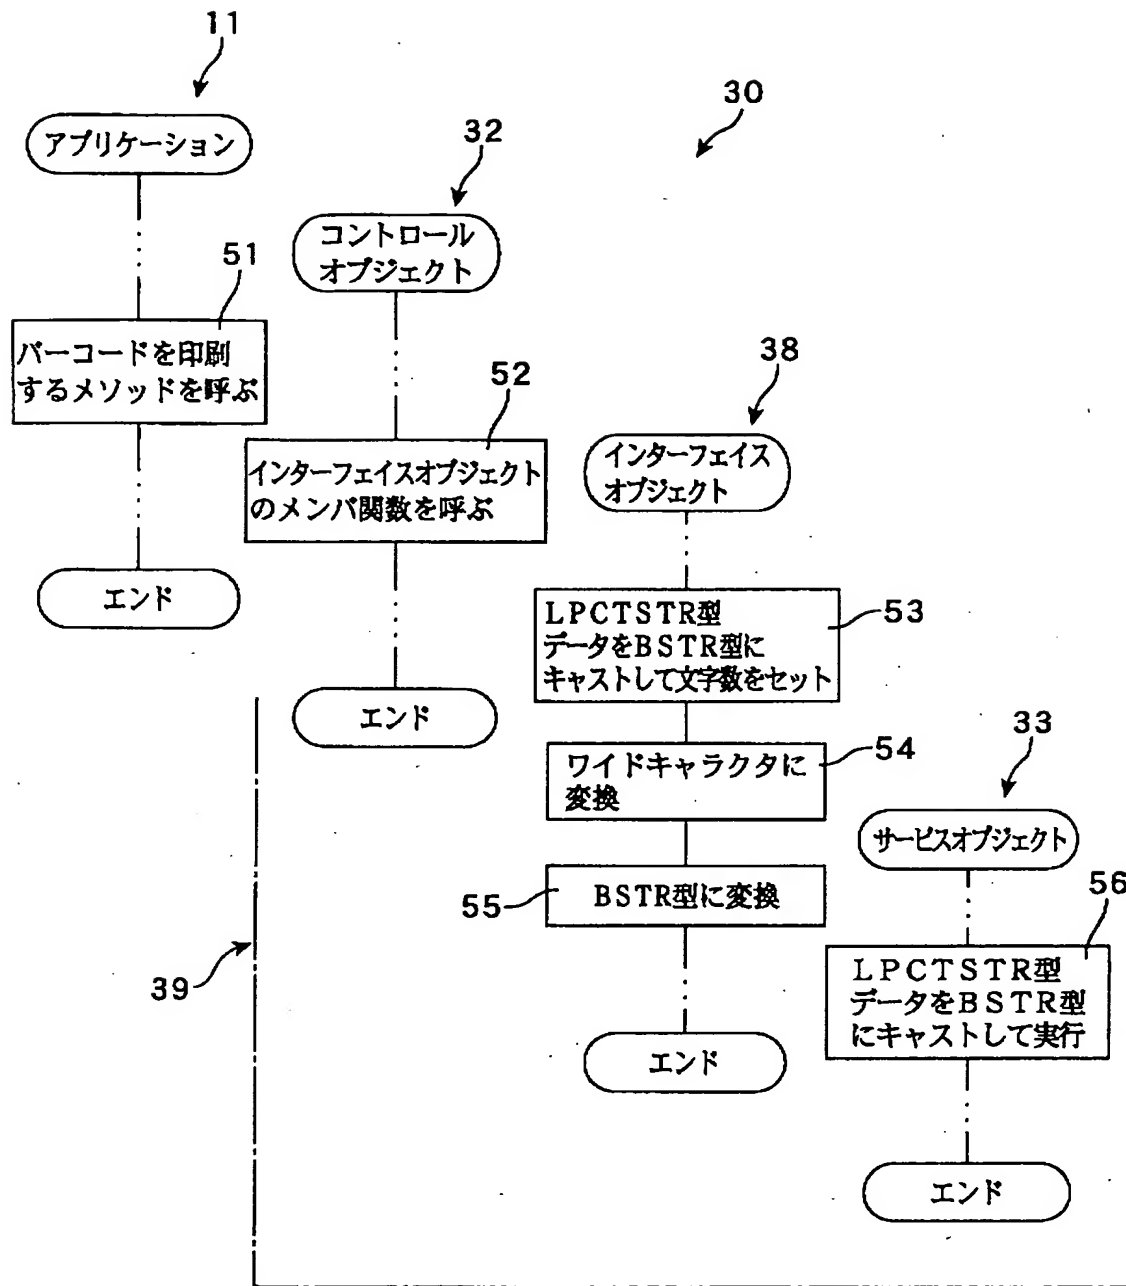 11
アプリケーション
51
バーコードを印刷
するメソッドを呼ぶ
エンド
30
32
コントロール
オブジェクト
52
インターフェイスオブジェクト
のメンバ関数を呼ぶ
エンド
38
インターフェイス
オブジェクト
53
LPCTSTR型
データをBSTR型に
キャストして文字数をセット
54
ワイドキャラクタに
変換
55
BSTR型に変換
エンド
33
サービスオブジェクト
56
LPCTSTR型
データをBSTR型
にキャストして実行
エンド
39